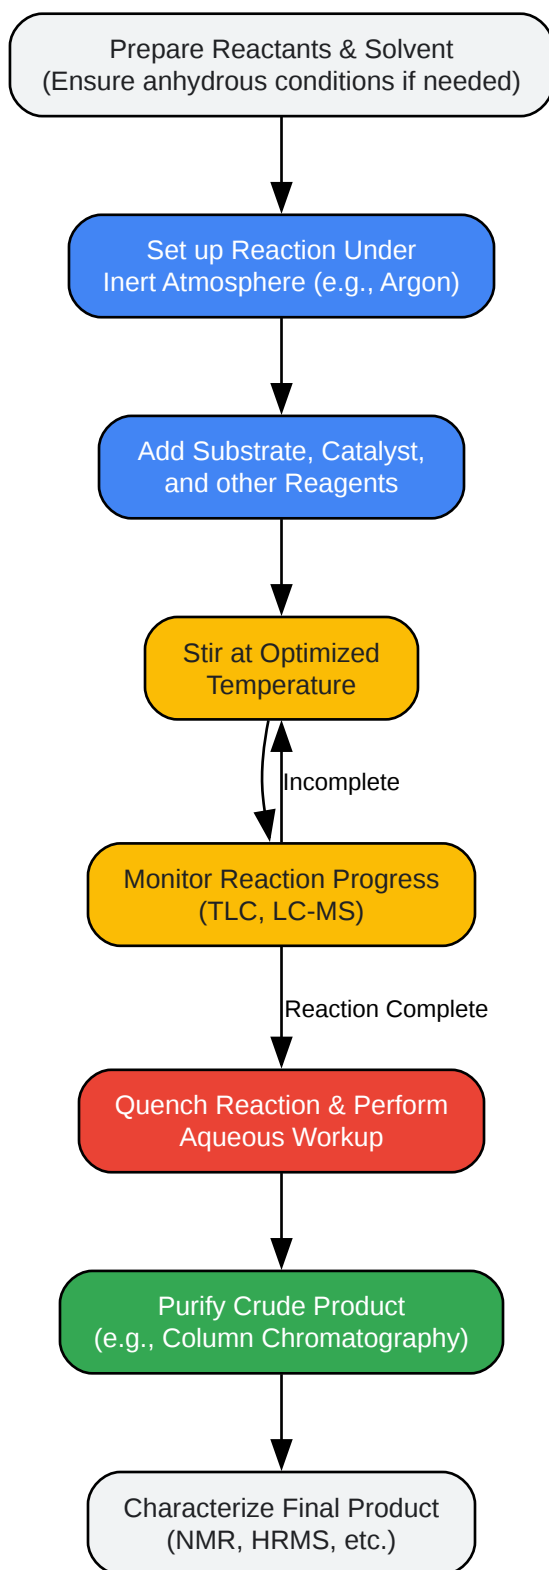 Prepare Reactants & Solvent
(Ensure anhydrous conditions if needed)
Set up Reaction Under
Inert Atmosphere (e.g., Argon)
Add Substrate, Catalyst,
and other Reagents
Stir at Optimized
Temperature
Incomplete
Monitor Reaction Progress
(TLC, LC-MS)
Reaction Complete
Quench Reaction & Perform
Aqueous Workup
Purify Crude Product
(e.g., Column Chromatography)
Characterize Final Product
(NMR, HRMS, etc.)